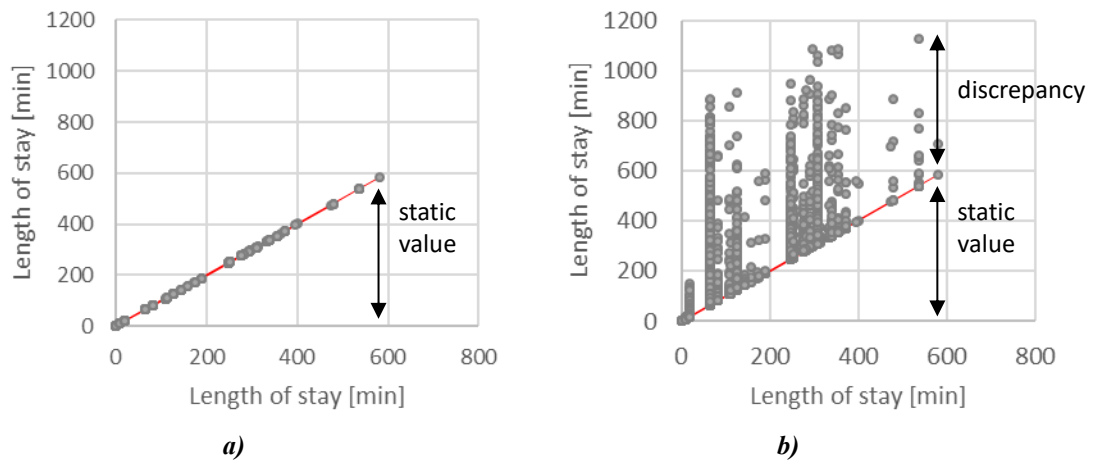 1200
1000
800
600
400
200
0
0 200 400 600 800
Length of stay [min]
Length of stay [min]
static
value
a)
1200
1000
800
600
400
200
0
0 200 400 600 800
Length of stay [min]
Length of stay [min]
discrepancy
static
value
b)